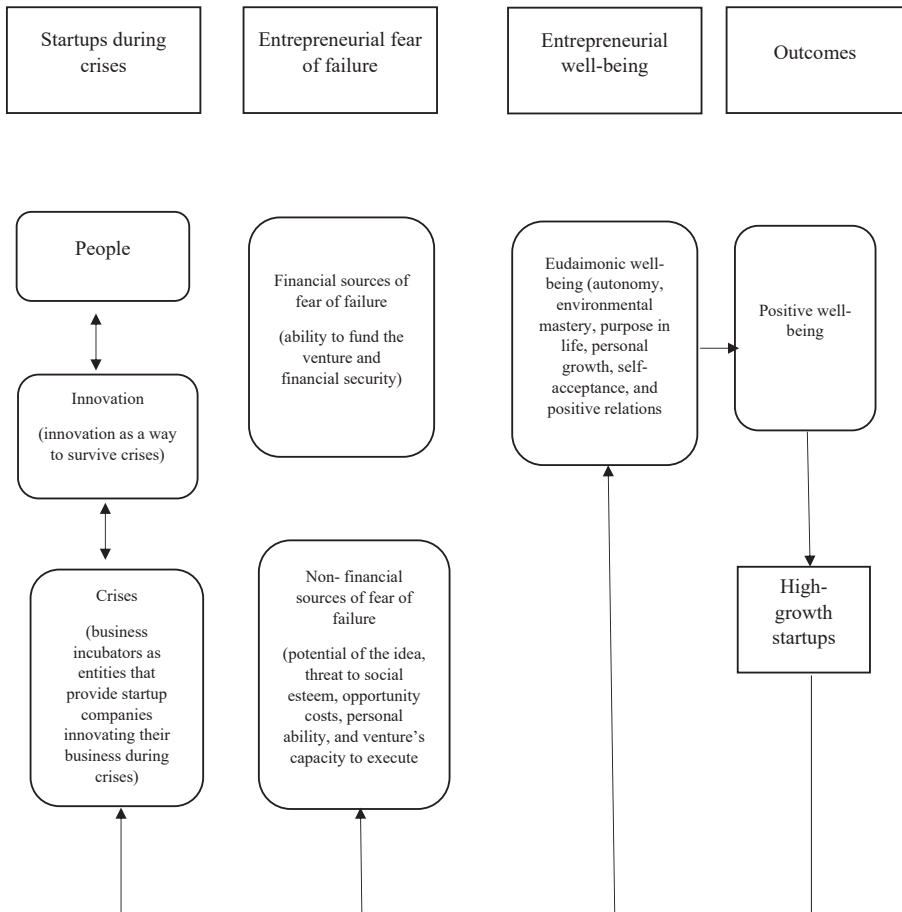 Startups during
crises
Entrepreneurial fear
of failure
Entrepreneurial
well-being
Outcomes
People
Innovation
(innovation as a way
to survive crises)
Crises
(business
incubators as
entities that
provide startup
companies
innovating their
business during
crises)
Financial sources of
fear of failure
(ability to fund the
venture and
financial security)
Non- financial
sources of fear of
failure
(potential of the idea,
threat to social
esteem, opportunity
costs, personal
ability, and venture’s
capacity to execute
Eudaimonic well-
being (autonomy,
environmental
mastery, purpose in
life, personal
growth, self-
acceptance, and
positive relations
Positive well-
being
High-
growth
startups